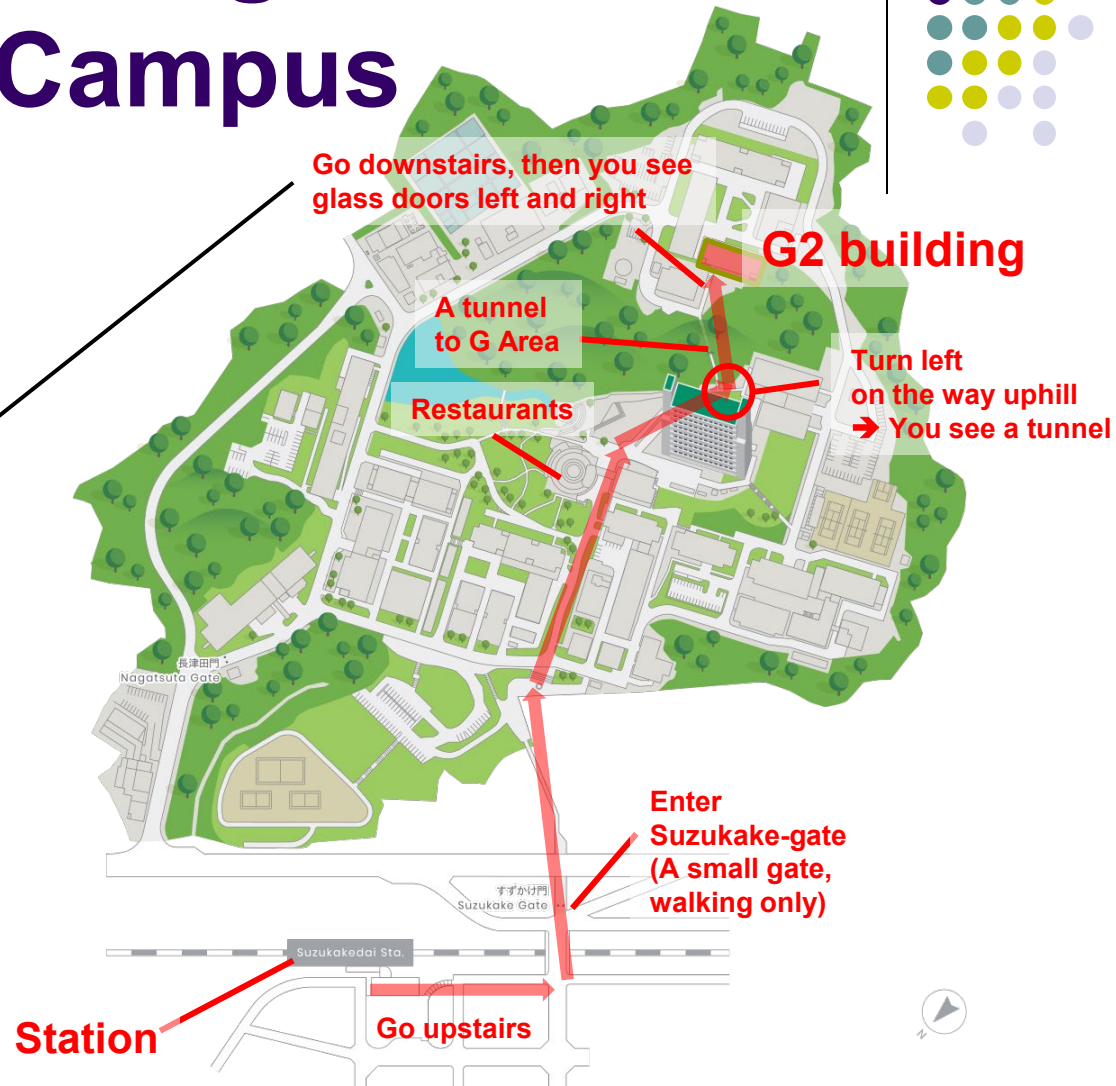 Campus
Go downstairs, then you see
glass doors left and right
G2 building
A tunnel
to G Area
Turn left
on the way uphill
➔ You see a tunnel
Restaurants
長津田門
Nagatsuta Gate
Enter
Suzukake-gate
(A small gate,
walking only)
すずかけ門
Suzukake Gate
Suzukakedai Sta.
Station
Go upstairs
N